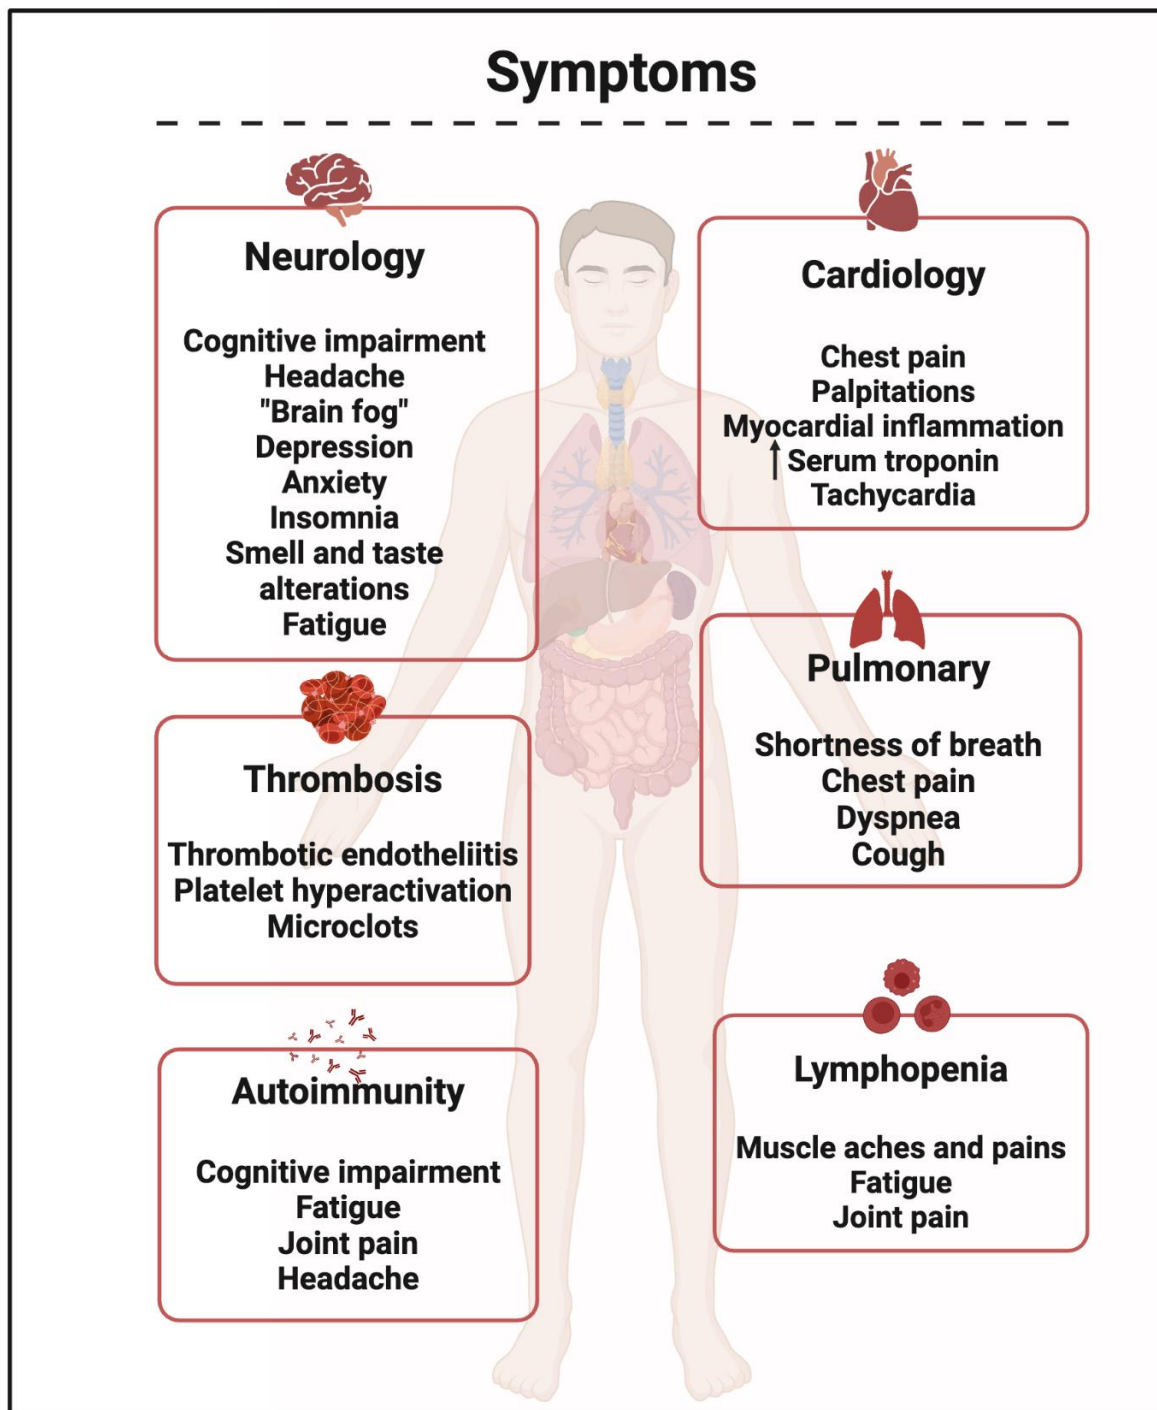 Symptoms
Neurology
Cognitive impairment
Headache
"Brain fog"
Depression
Anxiety
Insomnia
Smell and taste
alterations
Fatigue
Cardiology
Chest pain
Palpitations
Myocardial inflammation
↑ Serum troponin
Tachycardia
Thrombosis
Thrombotic endotheliitis
Platelet hyperactivation
Microclots
Pulmonary
Shortness of breath
Chest pain
Dyspnea
Cough
Autoimmunity
Cognitive impairment
Fatigue
Joint pain
Headache
Lymphopenia
Muscle aches and pains
Fatigue
Joint pain